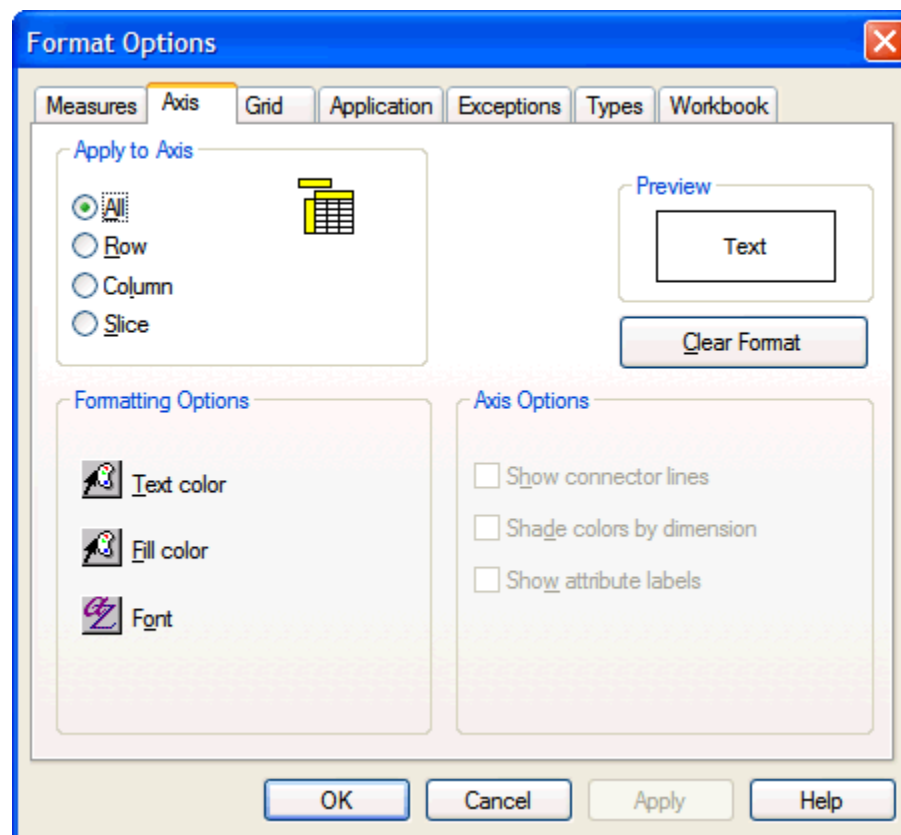 Format Options
Measures Axis Grid Application Exceptions Types Workbook
Apply to Axis
All
Row
Column
Slice
Preview
Text
Clear Format
Formatting Options
Text color
Fill color
Font
Axis Options
Show connector lines
Shade colors by dimension
Show attribute labels
OK Cancel Apply Help